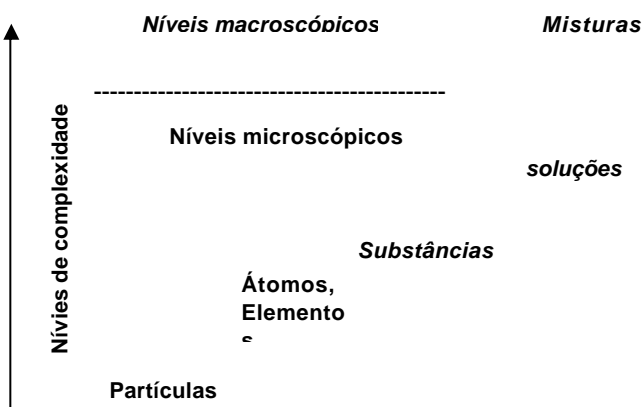 Níveis macroscópicos
Misturas
---------------------------------------------
Níveis microscópicos
soluções
Substâncias
Átomos,
Elemento
s
Partículas
Nívies de complexidade